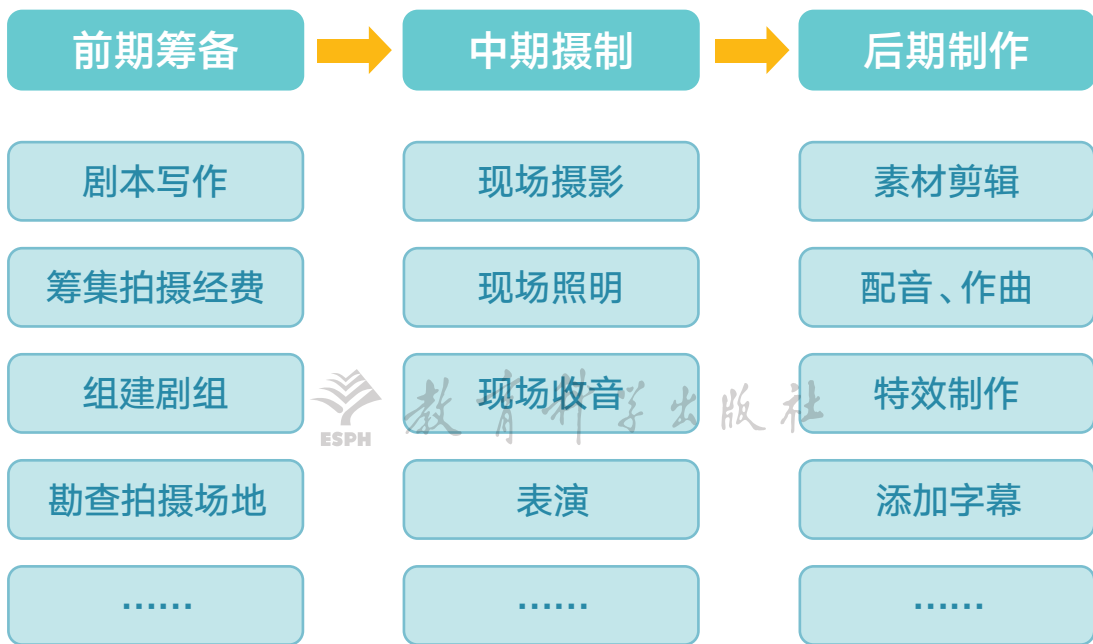 前期筹备
中期摄制
后期制作
剧本写作
现场摄影
素材剪辑
筹集拍摄经费
现场照明
配音、作曲
组建剧组
现场收音
特效制作
ESPH 教育科学出版社
勘查拍摄场地
表演
添加字幕
……
……
……